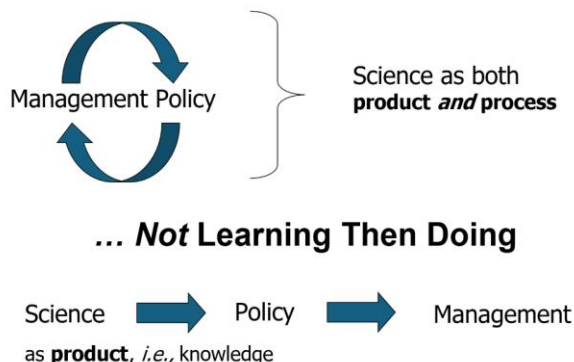 Management Policy
Science as both
product and process
... Not Learning Then Doing
Science Policy Management
as product, i.e., knowledge